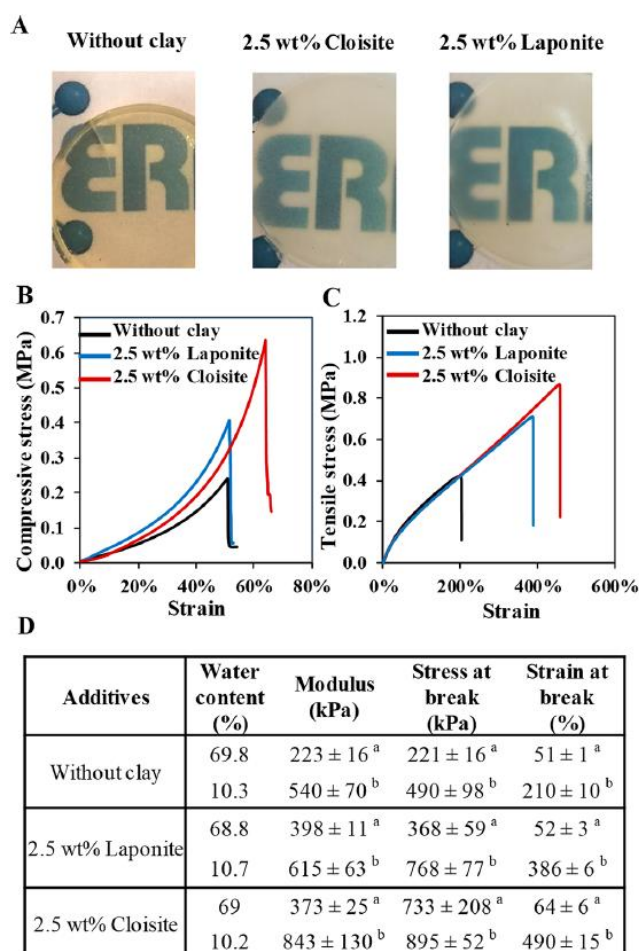 A
Without clay 2.5 wt% Cloisite 2.5 wt% Laponite
ER
ER
ER
B
Compressive stress (MPa)
0.7
0.6
0.5
0.4
0.3
0.2
0.1
0.0
Without clay
2.5 wt% Laponite
2.5 wt% Cloisite
0% 20% 40% 60% 80%
Strain
C
Tensile stress (MPa)
1.2
1.0
0.8
0.6
0.4
0.2
0.0
Without clay
2.5 wt% Laponite
2.5 wt% Cloisite
0% 200% 400% 600%
Strain
D
Additives Water content (%) Modulus (kPa) Stress at break (kPa) Strain at break (%)
Without clay
69.8 223 ± 16 a 221 ± 16 a 51 ± 1 a
10.3 540 ± 70 b 490 ± 98 b 210 ± 10 b
2.5 wt% Laponite
68.8 398 ± 11 a 368 ± 59 a 52 ± 3 a
10.7 615 ± 63 b 768 ± 77 b 386 ± 6 b
2.5 wt% Cloisite
69 373 ± 25 a 733 ± 208 a 64 ± 6 a
10.2 843 ± 130 b 895 ± 52 b 490 ± 15 b